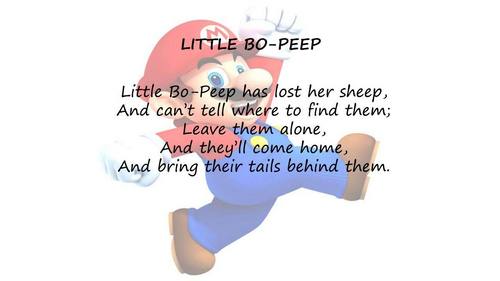 LITTLE BO-PEEP
Little Bo-Peep has lost her sheep,
And can't tell where to find them;
Leave them alone,
And they'll come home,
And bring their tails behind them.